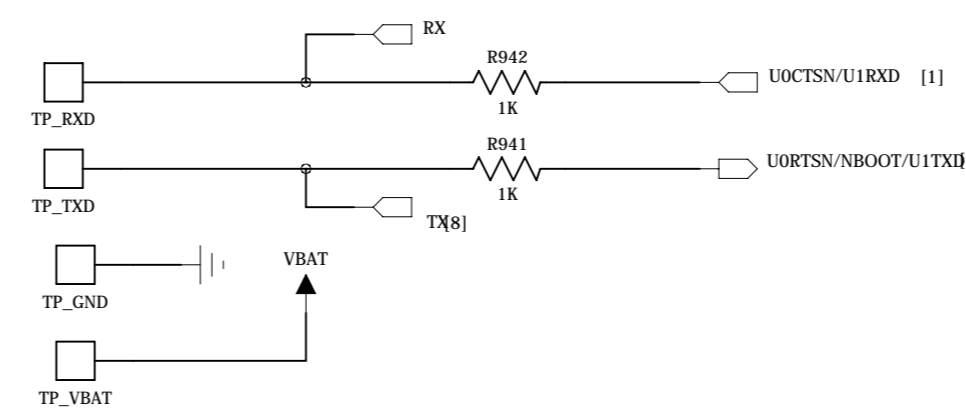 RX
R942
U0CTSN/U1RXD [1]
1K
TP_RXD
R941
U0RTSN/NBOOT/U1TXD
1K
TP_TXD
TX[8]
VBAT
TP_GND
TP_VBAT